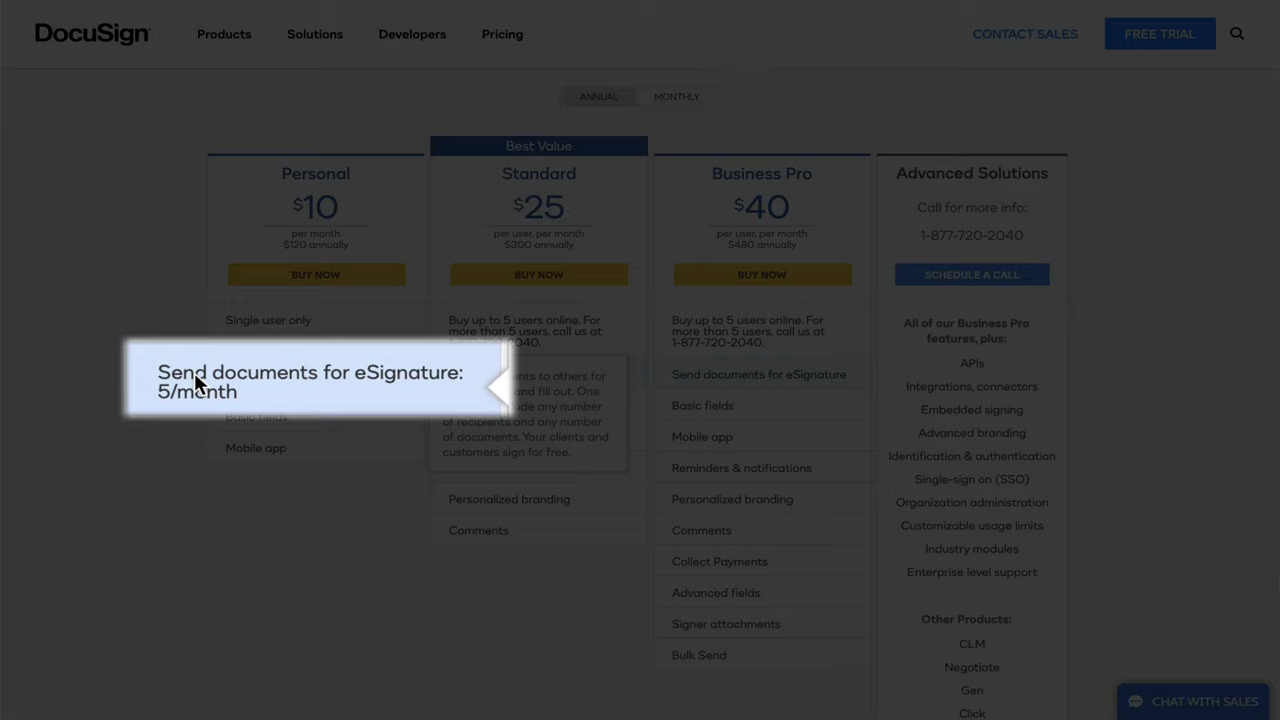 DocuSign
Products
Solutions
Developers
Pricing
CONTACT SALES
FREE TRIAL
ANNUAL
MONTHLY
Personal
$10
per month
$120 annually
BUY NOW
Single user only
Send documents for eSignature:
5/month
Basic fields
Mobile app
Best Value
Standard
$25
per user, per month
$300 annually
BUY NOW
Buy up to 5 users online. For
more than 5 users, call us at
1-877-720-2040.
to others for
and fill out. One
any number
of recipients and any number
of documents. Your clients and
customers sign for free.
Personalized branding
Comments
Business Pro
$40
per user, per month
$480 annually
BUY NOW
Buy up to 5 users online. For
more than 5 users, call us at
1-877-720-2040.
Send documents for eSignature
Basic fields
Mobile app
Reminders & notifications
Personalized branding
Comments
Collect Payments
Advanced fields
Signer attachments
Bulk Send
Advanced Solutions
Call for more info:
1-877-720-2040
SCHEDULE A CALL
All of our Business Pro
features, plus:
APIs
Integrations, connectors
Embedded signing
Advanced branding
Identification & authentication
Single-sign on (SSO)
Organization administration
Customizable usage limits
Industry modules
Enterprise level support
Other Products:
CLM
Negotiate
Gen
Click
CHAT WITH SALES